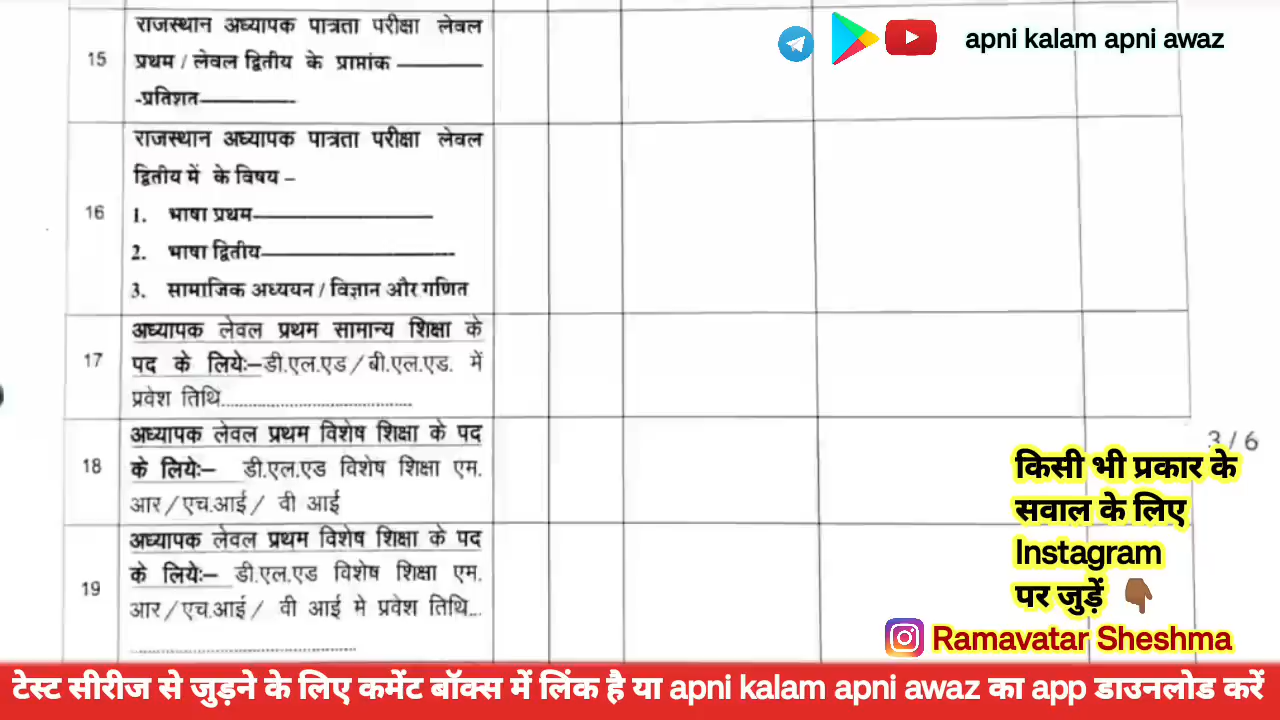 apni kalam apni awaz
राजस्थान अध्यापक पात्रता परीक्षा लेवल
15 प्रथम / लेवल द्वितीय के प्राप्तांक ————
-प्रतिशत————
राजस्थान अध्यापक पात्रता परीक्षा लेवल
द्वितीय में के विषय –
16
1. भाषा प्रथम————————
2. भाषा द्वितीय————————
3. सामाजिक अध्ययन / विज्ञान और गणित
अध्यापक लेवल प्रथम सामान्य शिक्षा के
17 पद के लिये:–डी.एल.एड/बी.एल.एड. में
प्रवेश तिथि........................................
अध्यापक लेवल प्रथम विशेष शिक्षा के पद
18 के लिये:– डी.एल.एड विशेष शिक्षा एम.
आर/एच.आई/ वी आई
अध्यापक लेवल प्रथम विशेष शिक्षा के पद
के लिये:– डी.एल.एड विशेष शिक्षा एम.
19
आर/एच.आई/ वी आई मे प्रवेश तिथि...
................................................
3/6
किसी भी प्रकार के
सवाल के लिए
Instagram
पर जुड़ें
Ramavatar Sheshma
टेस्ट सीरीज से जुड़ने के लिए कमेंट बॉक्स में लिंक है या apni kalam apni awaz का app डाउनलोड करें